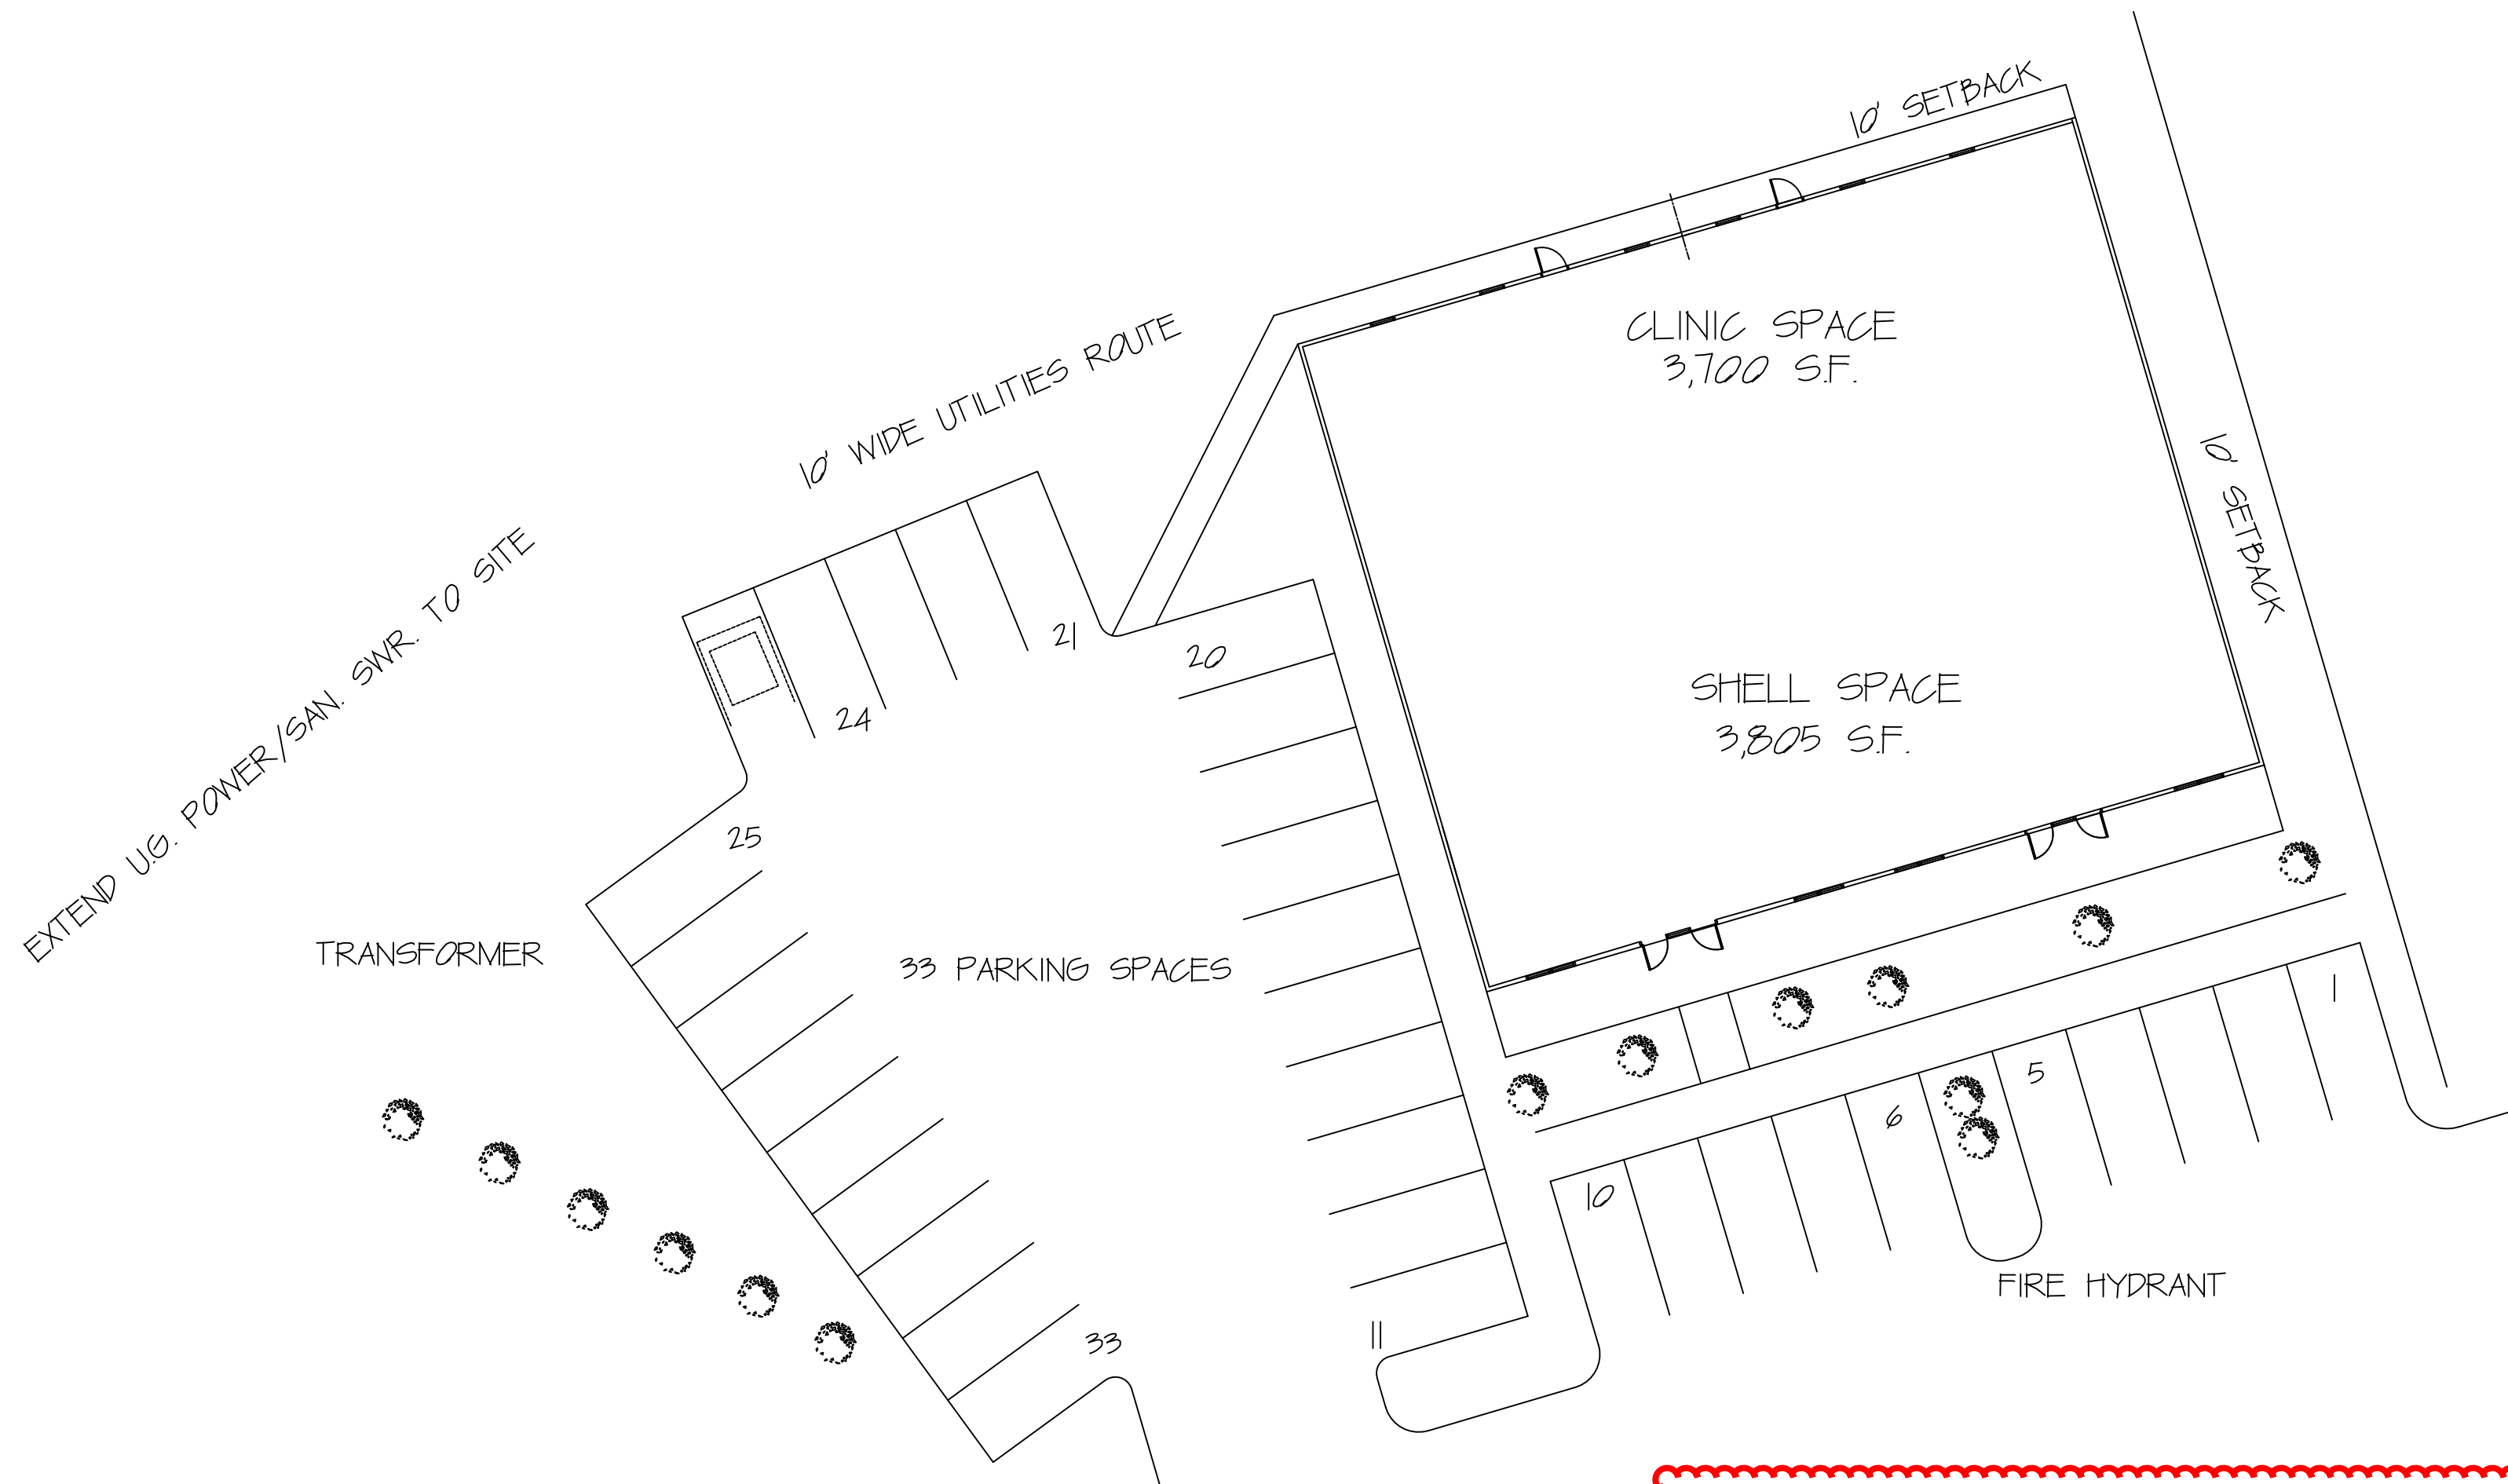 10' SETBACK
CLINIC SPACE
3,700 S.F.
10' WIDE UTILITIES ROUTE
10' SETBACK
EXTEND U.G. POWER/SAN. SWR. TO SITE
21
20
24
SHELL SPACE
3,805 S.F.
25
TRANSFORMER
33 PARKING SPACES
1
5
6
10
FIRE HYDRANT
11
33